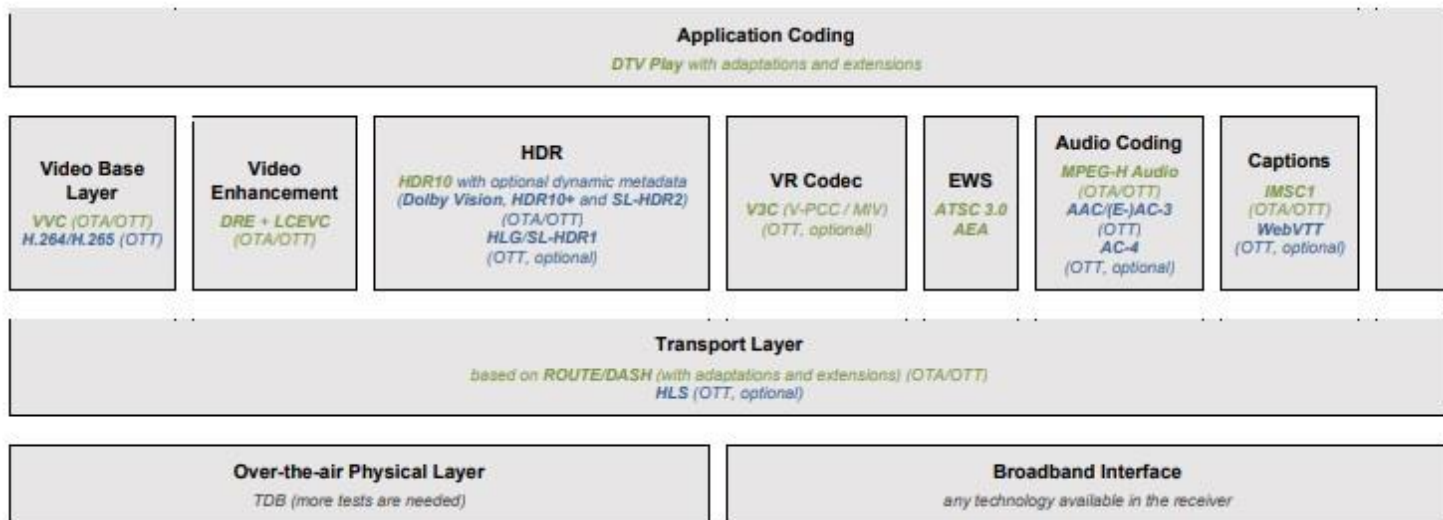 Application Coding
DTV Play with adaptations and extensions
Video Base
Layer
VVC (OTA/OTT)
H.264/H.265 (OTT)
Video
Enhancement
DRE + LCEVC
(OTA/OTT)
HDR
HDR10 with optional dynamic metadata
(Dolby Vision, HDR10+ and SL-HDR2)
(OTA/OTT)
HLG/SL-HDR1
(OTT, optional)
VR Codec
V3C (V-PCC / MIV)
(OTT, optional)
EWS
ATSC 3.0
AEA
Audio Coding
MPEG-H Audio
(OTA/OTT)
AAC/(E-)AC-3
(OTT)
AC-4
(OTT, optional)
Captions
IMSC1
(OTA/OTT)
WebVTT
(OTT, optional)
Transport Layer
based on ROUTE/DASH (with adaptations and extensions) (OTA/OTT)
HLS (OTT, optional)
Over-the-air Physical Layer
TDB (more tests are needed)
Broadband Interface
any technology available in the receiver